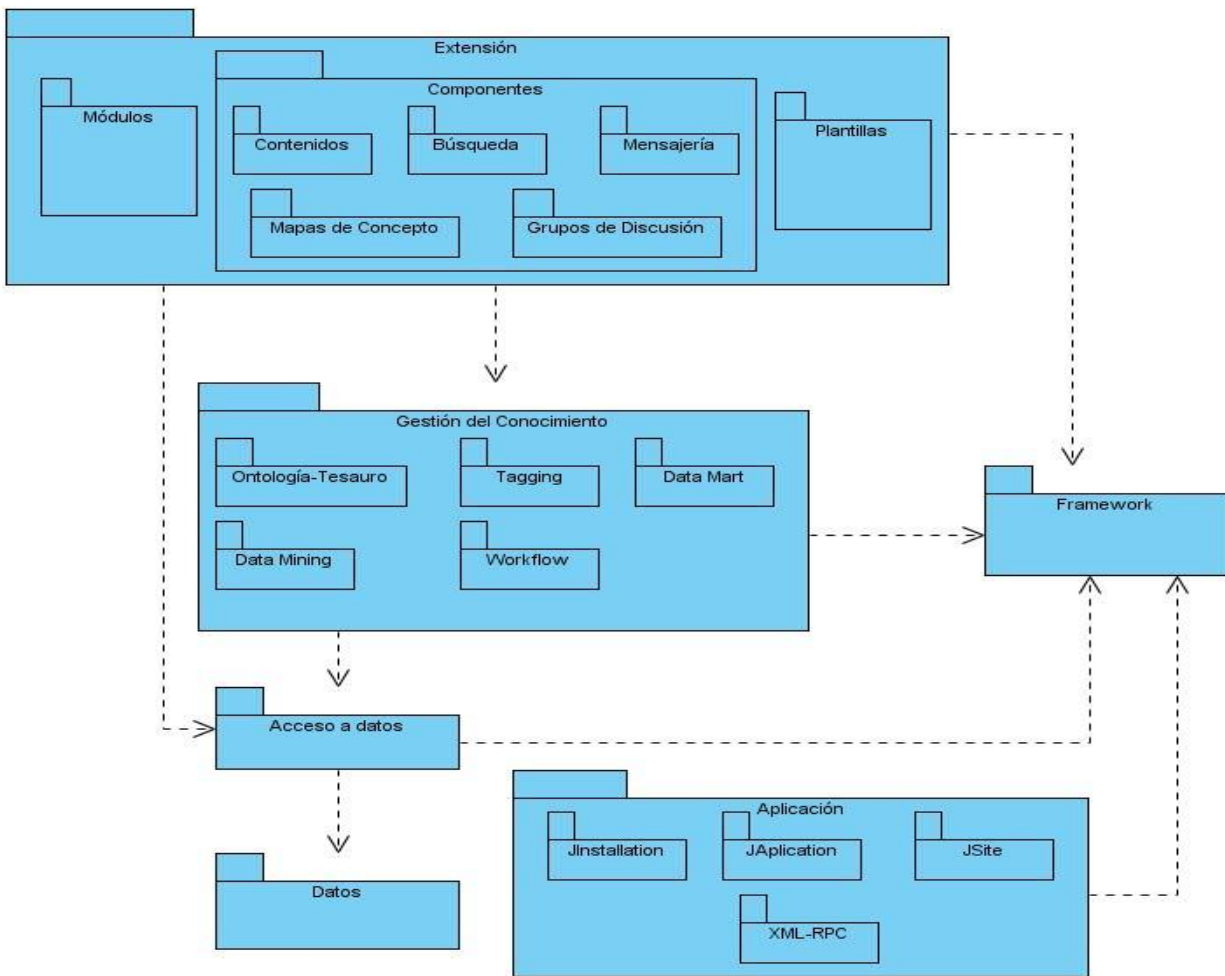 Extensión
Componentes
Módulos
Plantillas
Contenidos
Búsqueda
Mensajería
Mapas de Concepto
Grupos de Discusión
Gestión del Conocimiento
Ontología-Tesauro
Tagging
Data Mart
Data Mining
Workflow
Framework
Acceso a datos
Aplicación
JInstallation
JAplication
JSite
XML-RPC
Datos